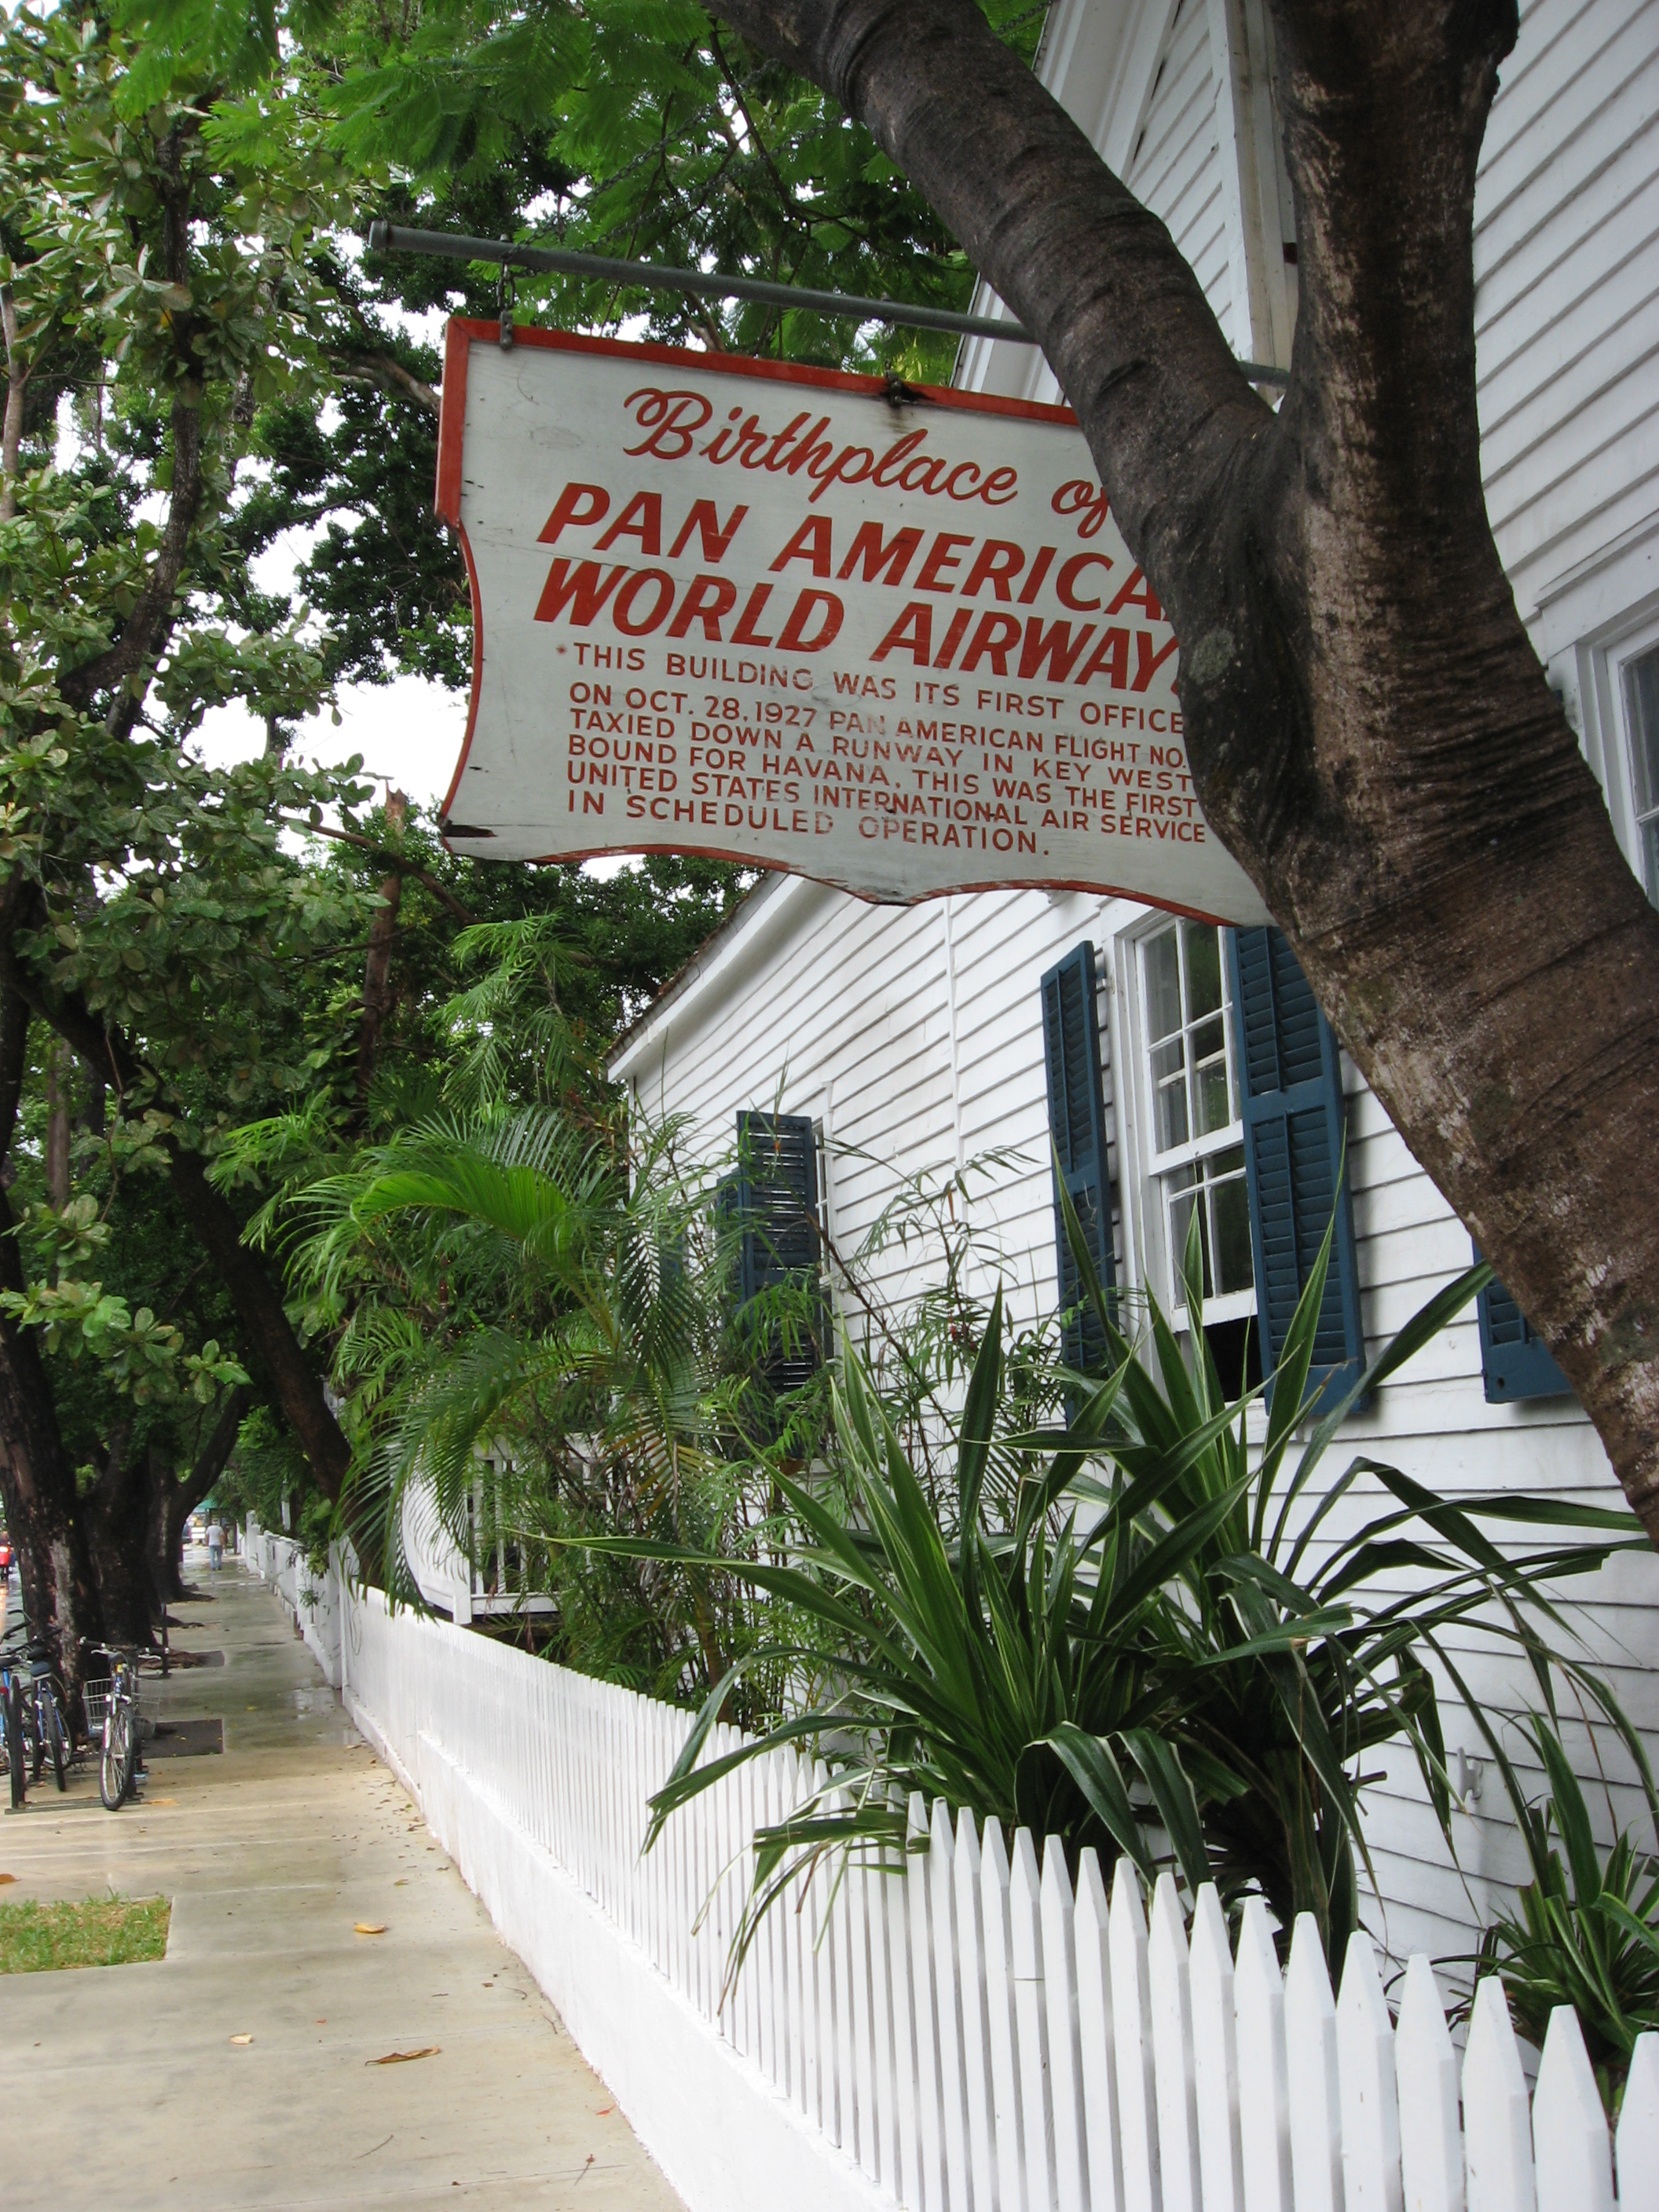 Birthplace of
PAN AMERICA
WORLD AIRWAY
THIS BUILDING WAS ITS FIRST OFFICE
ON OCT. 28, 1927 PAN AMERICAN FLIGHT NO.
TAXIED DOWN A RUNWAY IN KEY WEST
BOUND FOR HAVANA, THIS WAS THE FIRST
UNITED STATES INTERNATIONAL AIR SERVICE
IN SCHEDULED OPERATION.